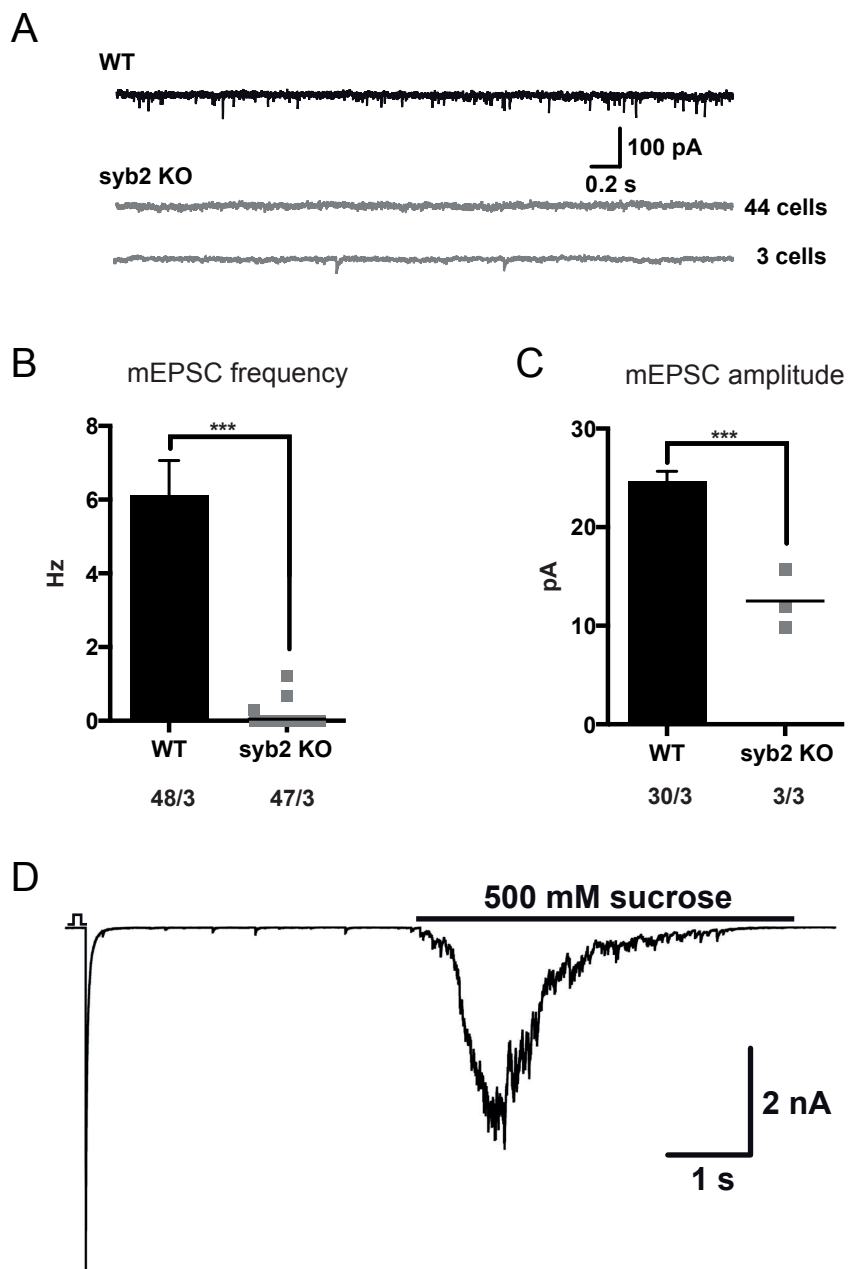 A
WT
100 pA
0.2 s
syb2 KO
44 cells
3 cells
B
mEPSC frequency
***
8
6
4
2
0
Hz
WT
syb2 KO
48/3
47/3
C
mEPSC amplitude
***
30
20
10
0
pA
WT
syb2 KO
30/3
3/3
D
500 mM sucrose
2 nA
1 s